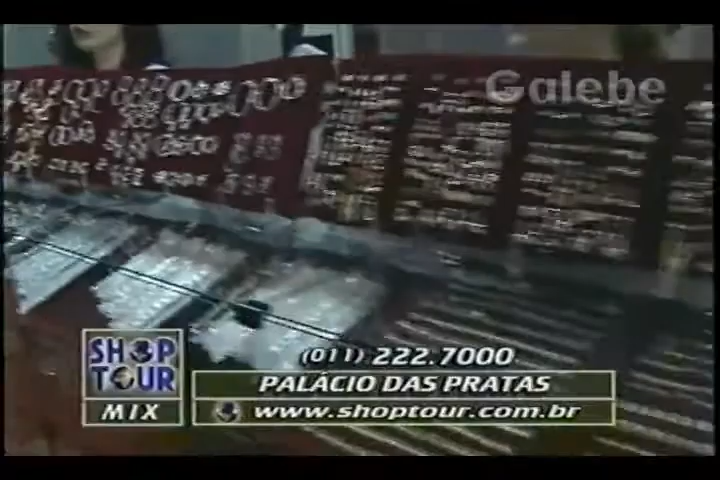 Galebe
(011) 222.7000
SHOP TOUR
MIX
PALÁCIO DAS PRATAS
www.shoptour.com.br